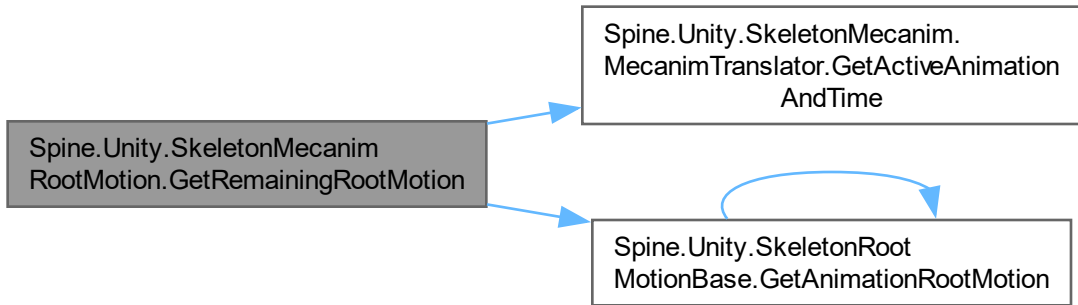 Spine.Unity.SkeletonMecanim.
MecanimTranslator.GetActiveAnimation
AndTime
Spine.Unity.SkeletonMecanim
RootMotion.GetRemainingRootMotion
Spine.Unity.SkeletonRoot
MotionBase.GetAnimationRootMotion